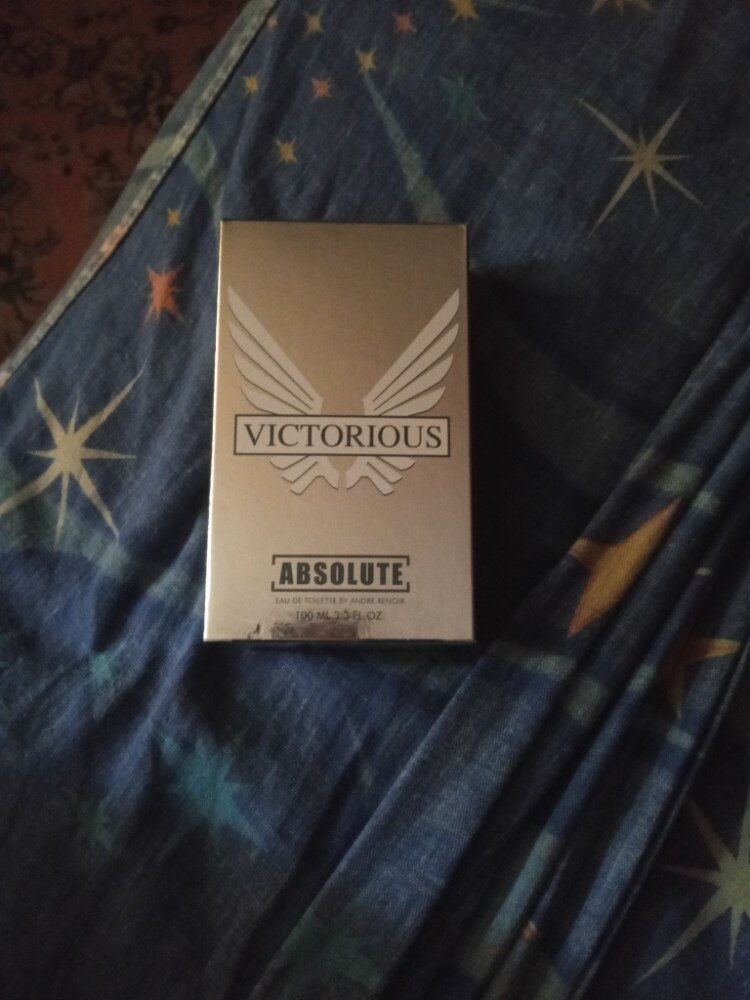 VICTORIOUS
ABSOLUTE
EAU DE TOILETTE BY ANDRE RENOIR
100 ML 3.3 FL.OZ.